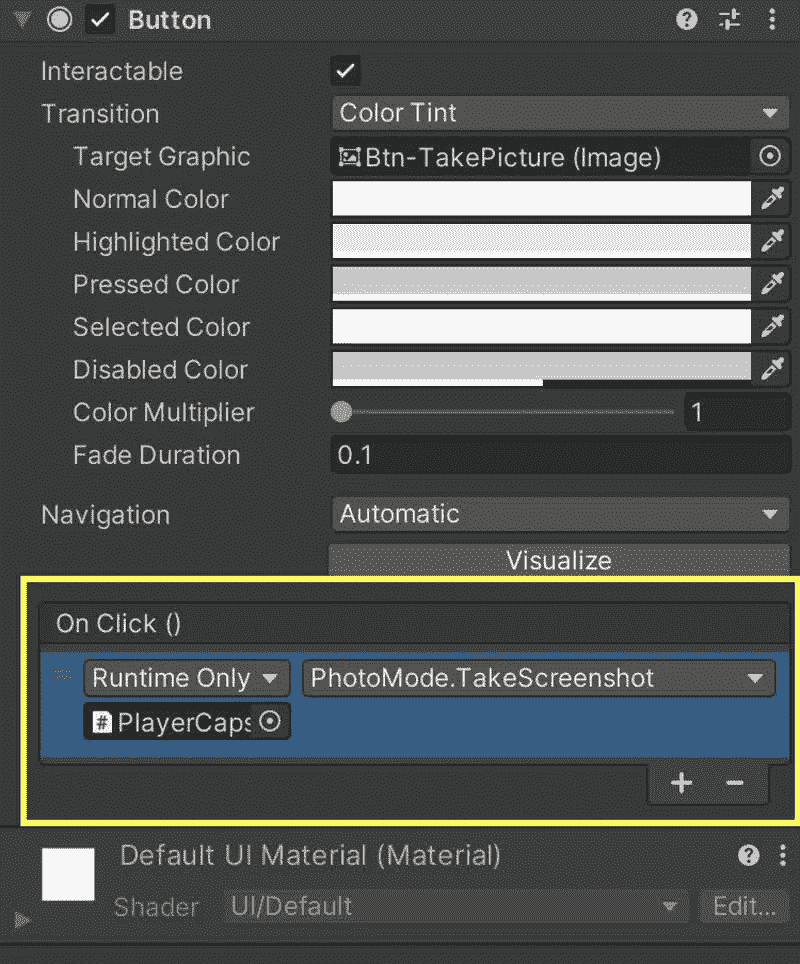 Button
Interactable
Transition Color Tint
Target Graphic Btn-TakePicture (Image)
Normal Color
Highlighted Color
Pressed Color
Selected Color
Disabled Color
Color Multiplier 1
Fade Duration 0.1
Navigation Automatic
Visualize
On Click ()
Runtime Only PhotoMode.TakeScreenshot
# PlayerCaps
Default UI Material (Material)
Shader UI/Default Edit...